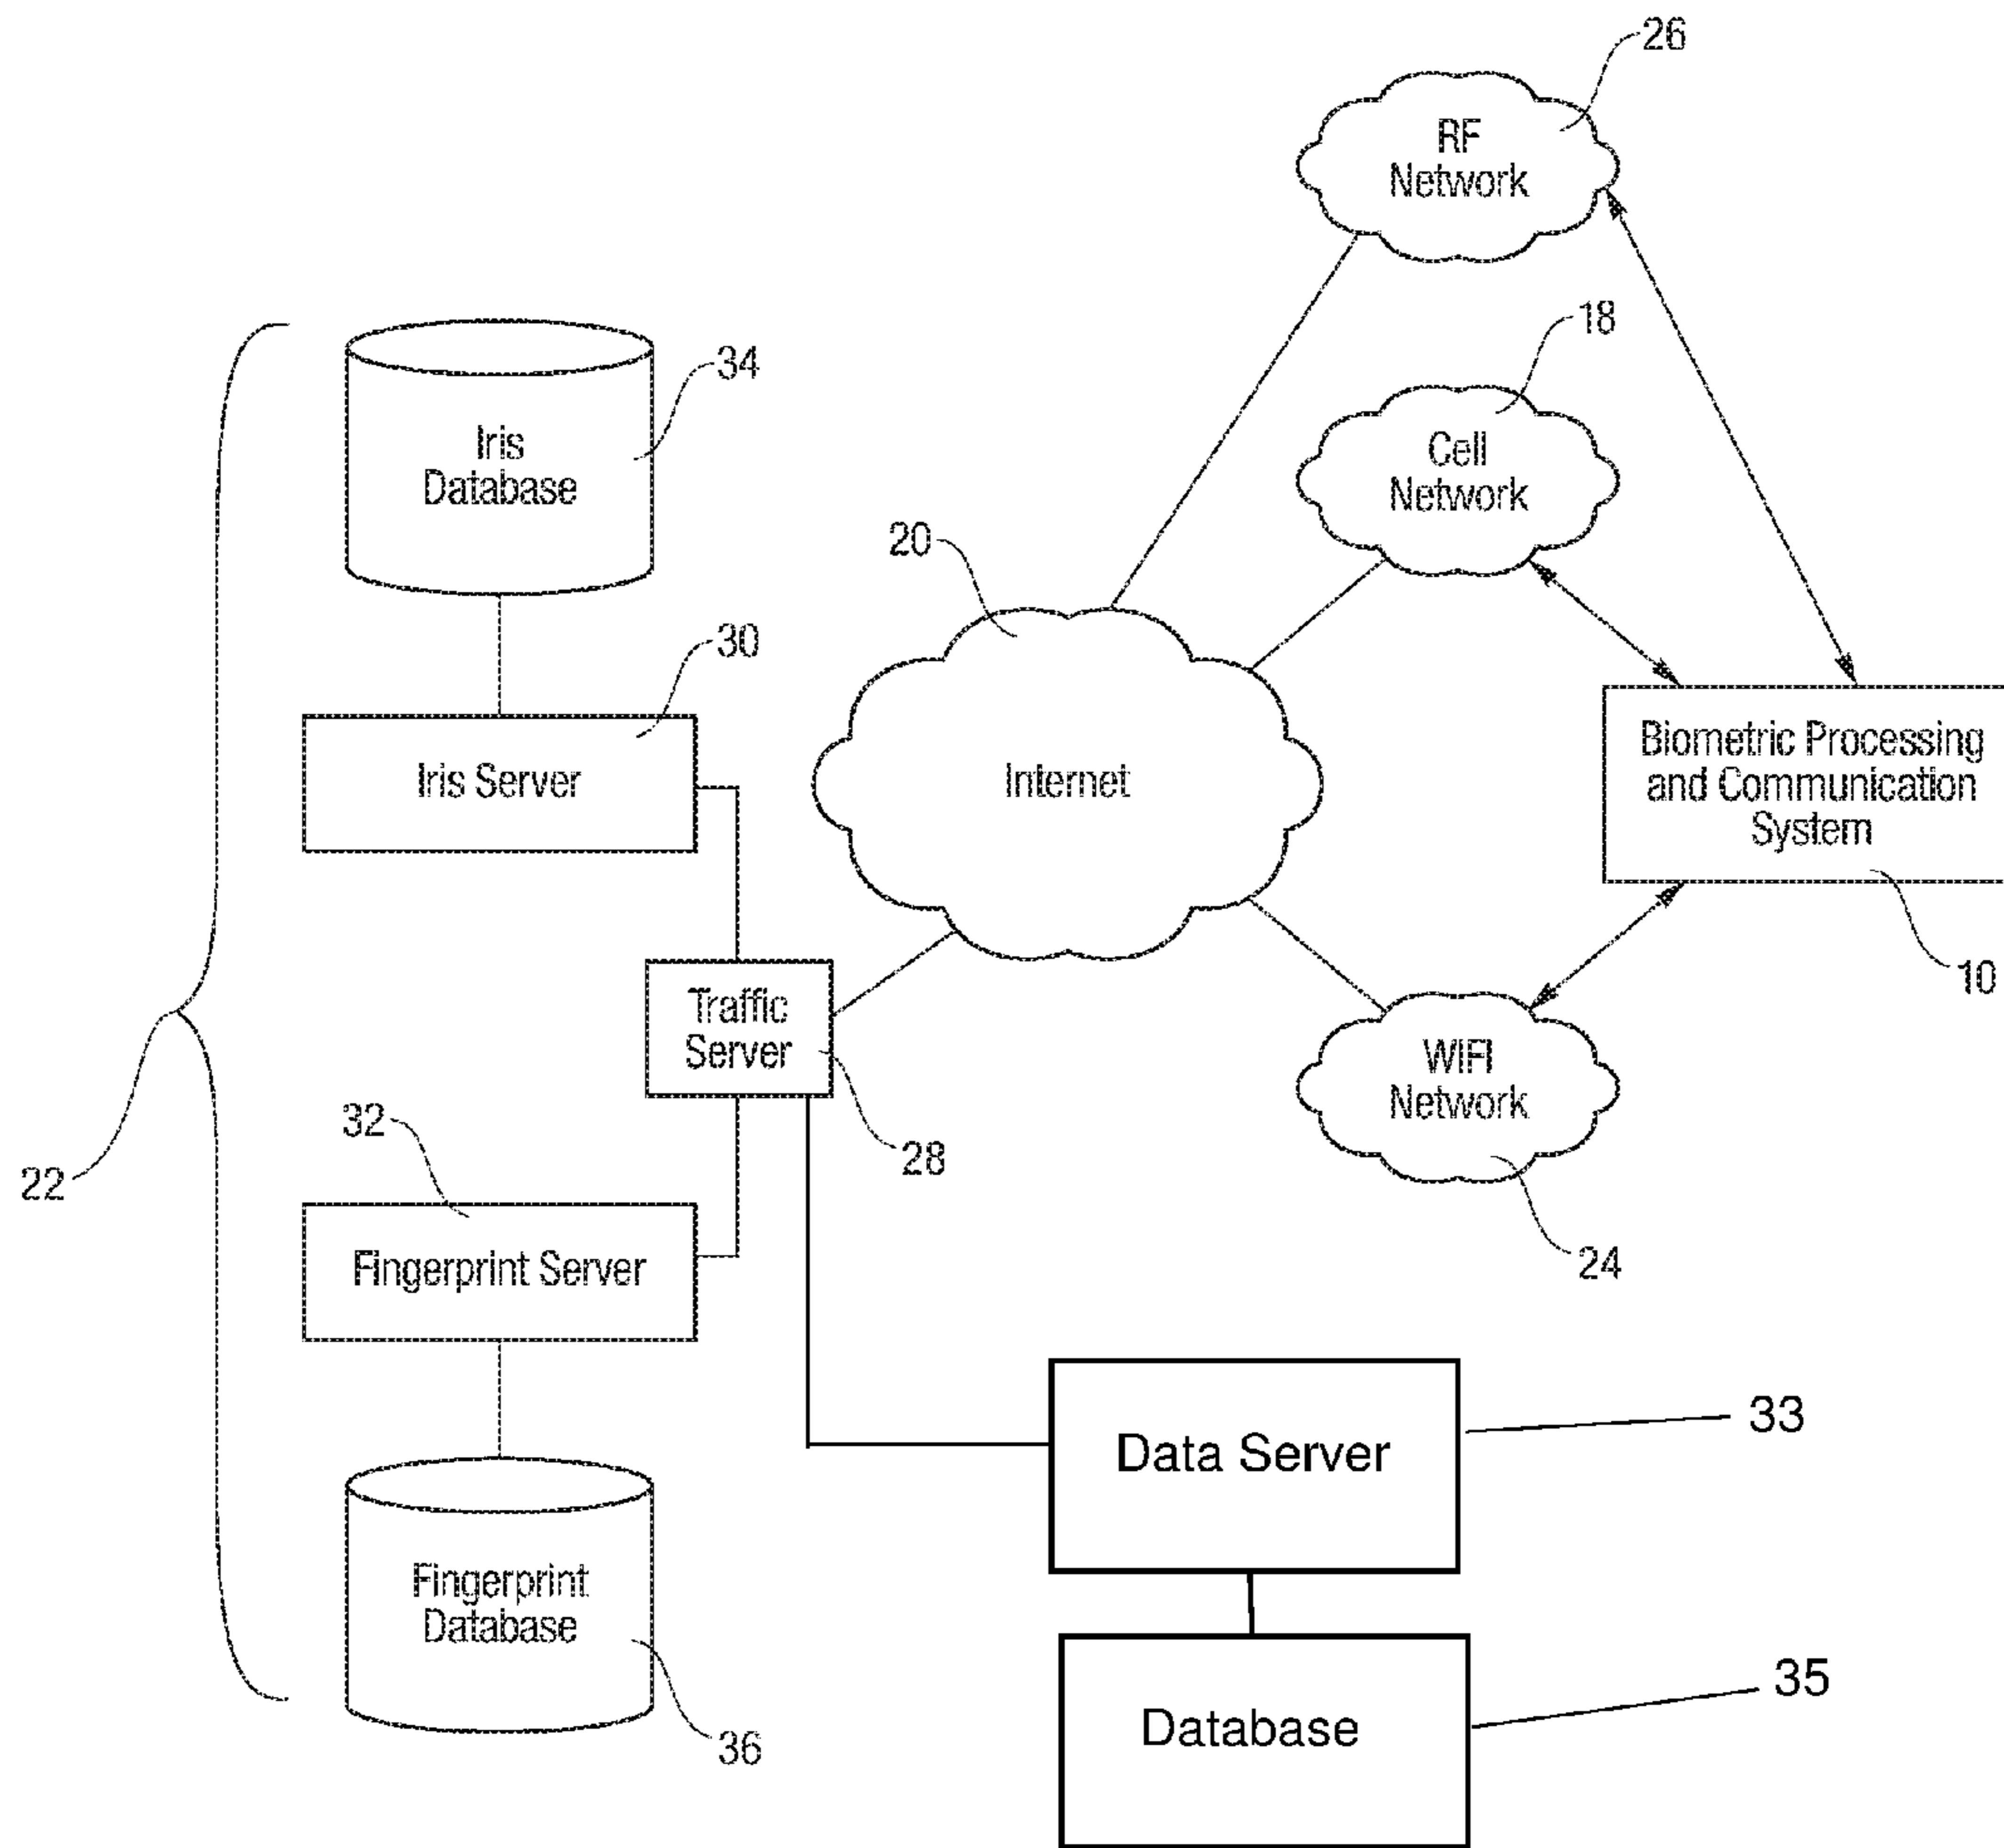 26
RF
Network
18
34
Cell
Network
Iris
Database
20
30
Biometric Processing
and Communication
System
Iris Server
Internet
10
Traffic
Server
WIFI
Network
32
28
22
24
Fingerprint Server
33
Data Server
Fingerprint
Database
35
Database
36